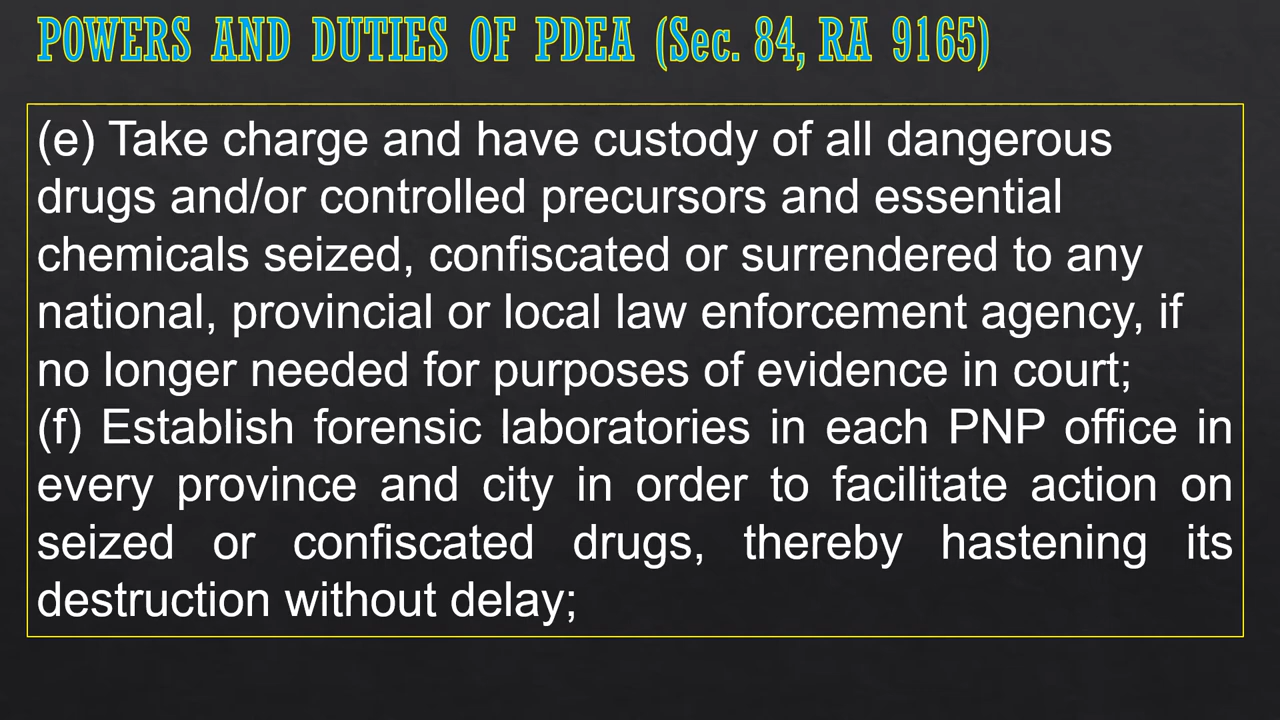 POWERS AND DUTIES OF PDEA (Sec. 84, RA 9165)
(e) Take charge and have custody of all dangerous
drugs and/or controlled precursors and essential
chemicals seized, confiscated or surrendered to any
national, provincial or local law enforcement agency, if
no longer needed for purposes of evidence in court;
(f) Establish forensic laboratories in each PNP office in
every province and city in order to facilitate action on
seized or confiscated drugs, thereby hastening its
destruction without delay;